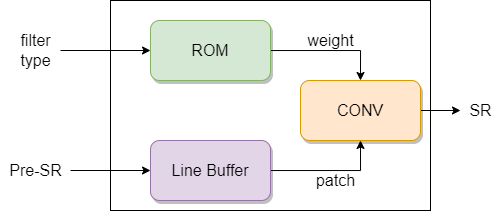 filter
type
ROM
weight
CONV
SR
Pre-SR
Line Buffer
patch